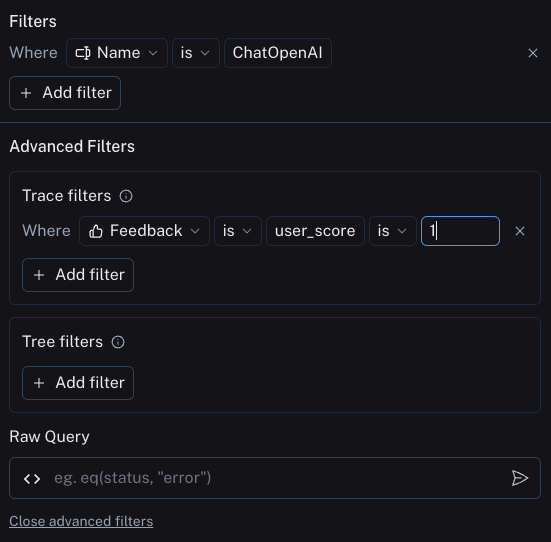 Filters
Where Name is ChatOpenAI
+ Add filter
Advanced Filters
Trace filters
Where Feedback is user_score is 1
+ Add filter
Tree filters
+ Add filter
Raw Query
<> eg. eq(status, "error")
Close advanced filters